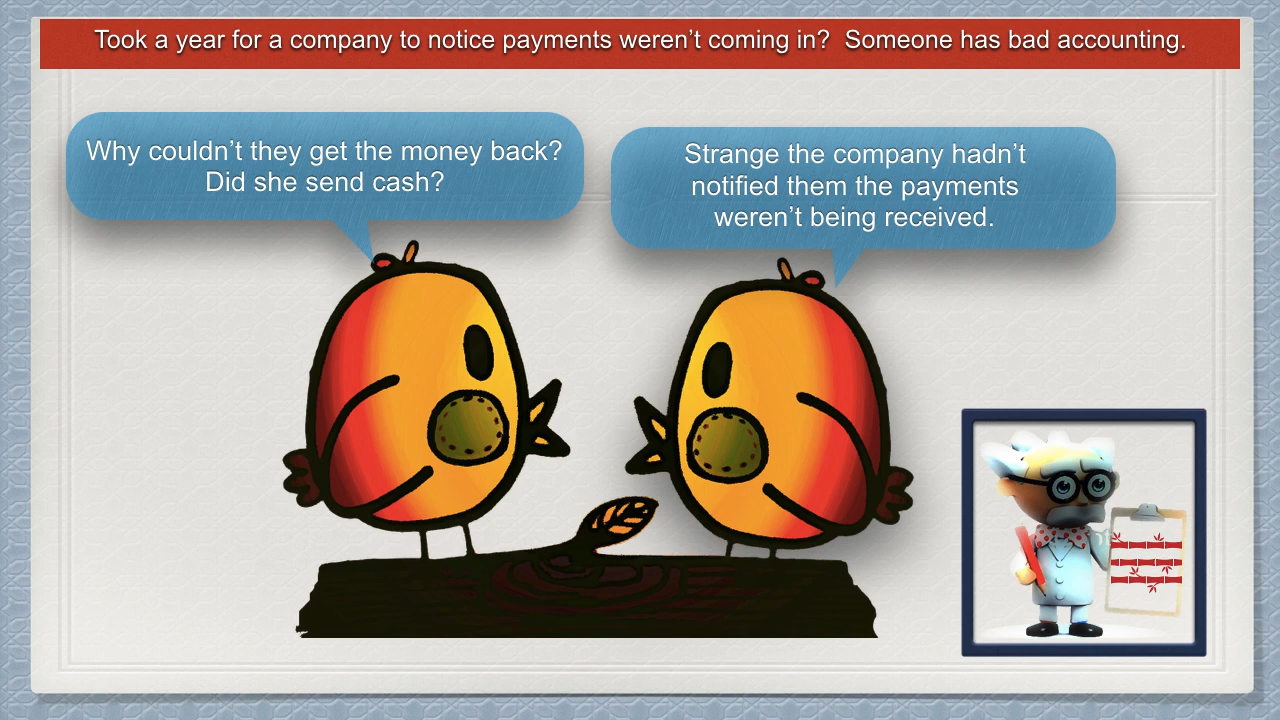 Took a year for a company to notice payments weren’t coming in?  Someone has bad accounting.
Why couldn’t they get the money back?
Did she send cash?
Strange the company hadn’t
notified them the payments
weren’t being received.